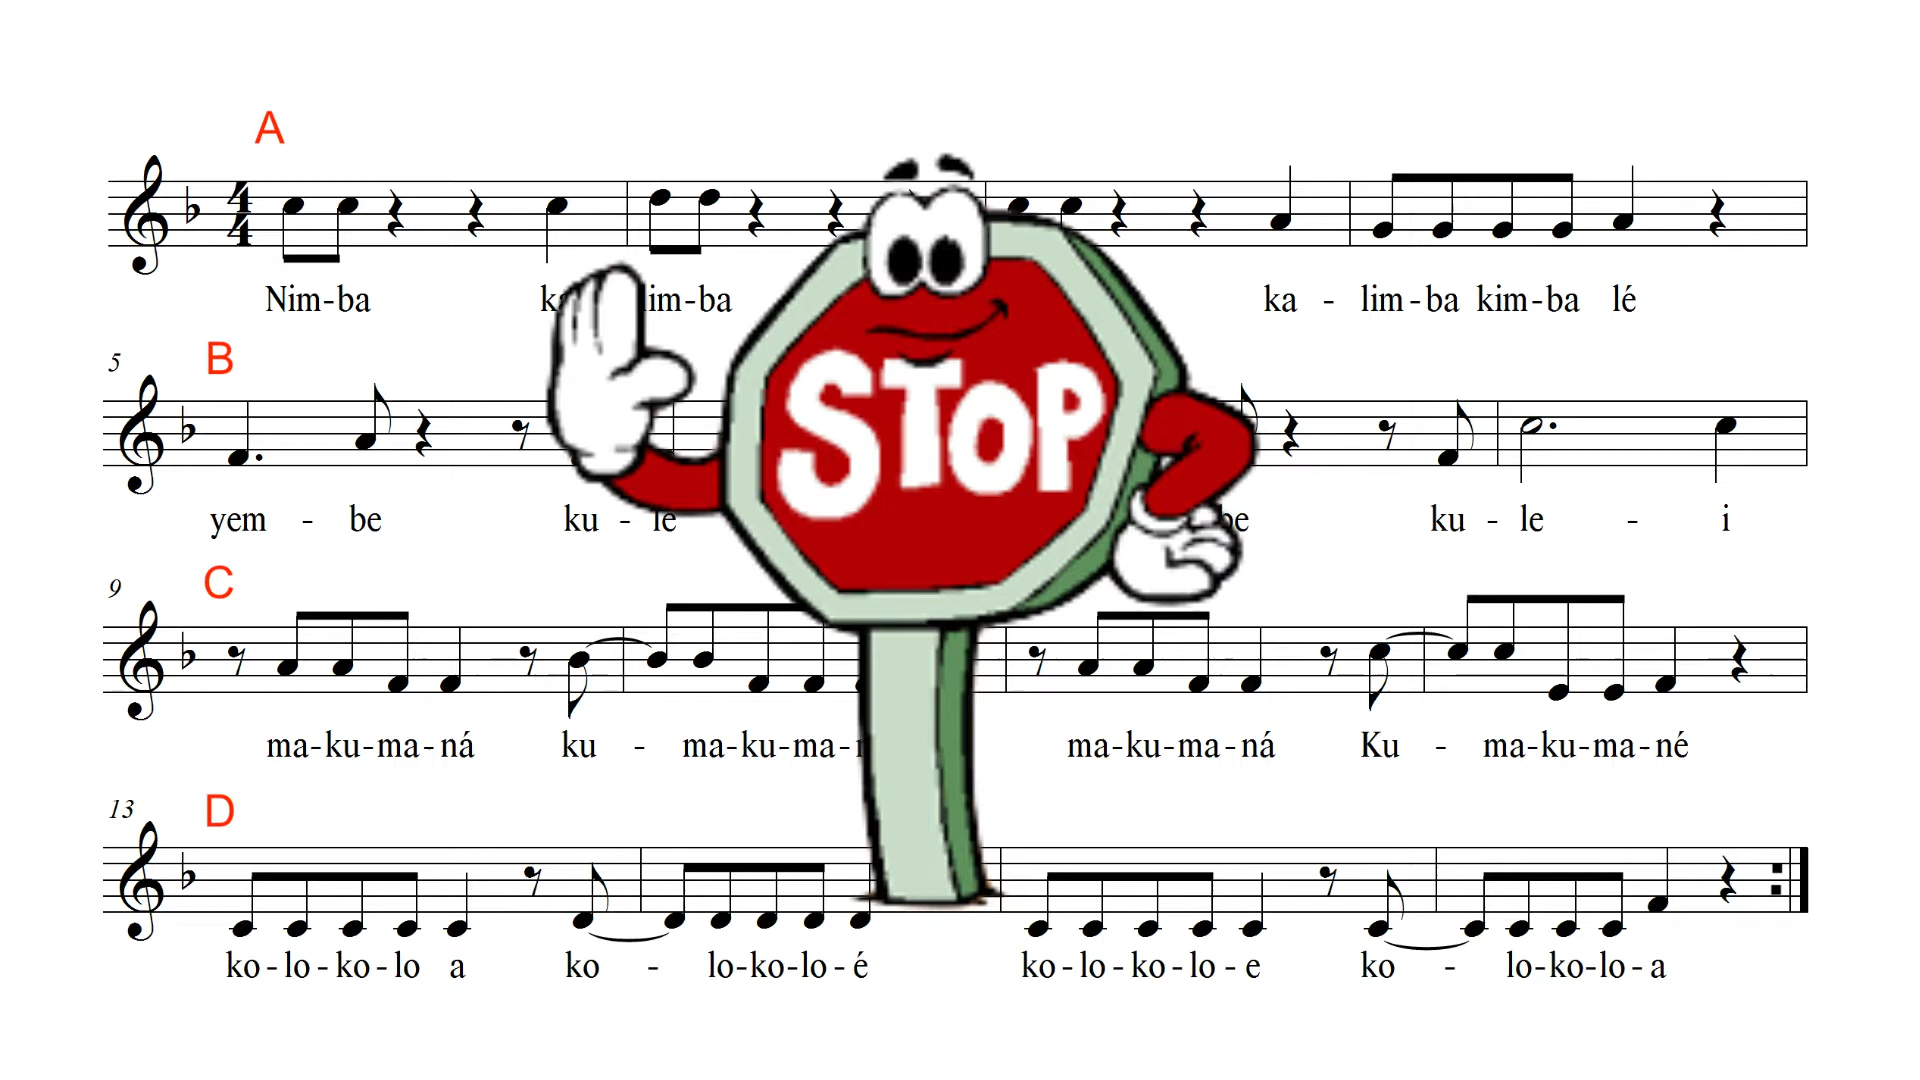 A
4
4
Nim-ba im-ba ka - lim-ba kim-ba lé
5 B
yem - be ku - le ku - le - i
STOP
9 C
ma-ku-ma-ná ku - ma-ku-ma- ma-ku-ma-ná Ku - ma-ku-ma-né
13 D
ko-lo-ko-lo a ko - lo-ko-lo-é ko-lo-ko-lo-e ko - lo-ko-lo-a